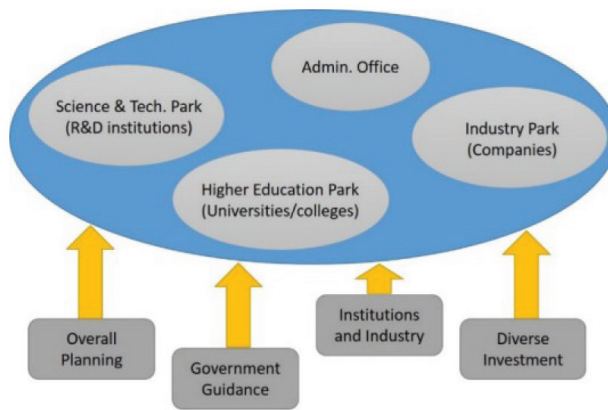 Admin. Office
Science & Tech. Park
(R&D institutions)
Industry Park
(Companies)
Higher Education Park
(Universities/colleges)
Overall
Planning
Government
Guidance
Institutions
and Industry
Diverse
Investment